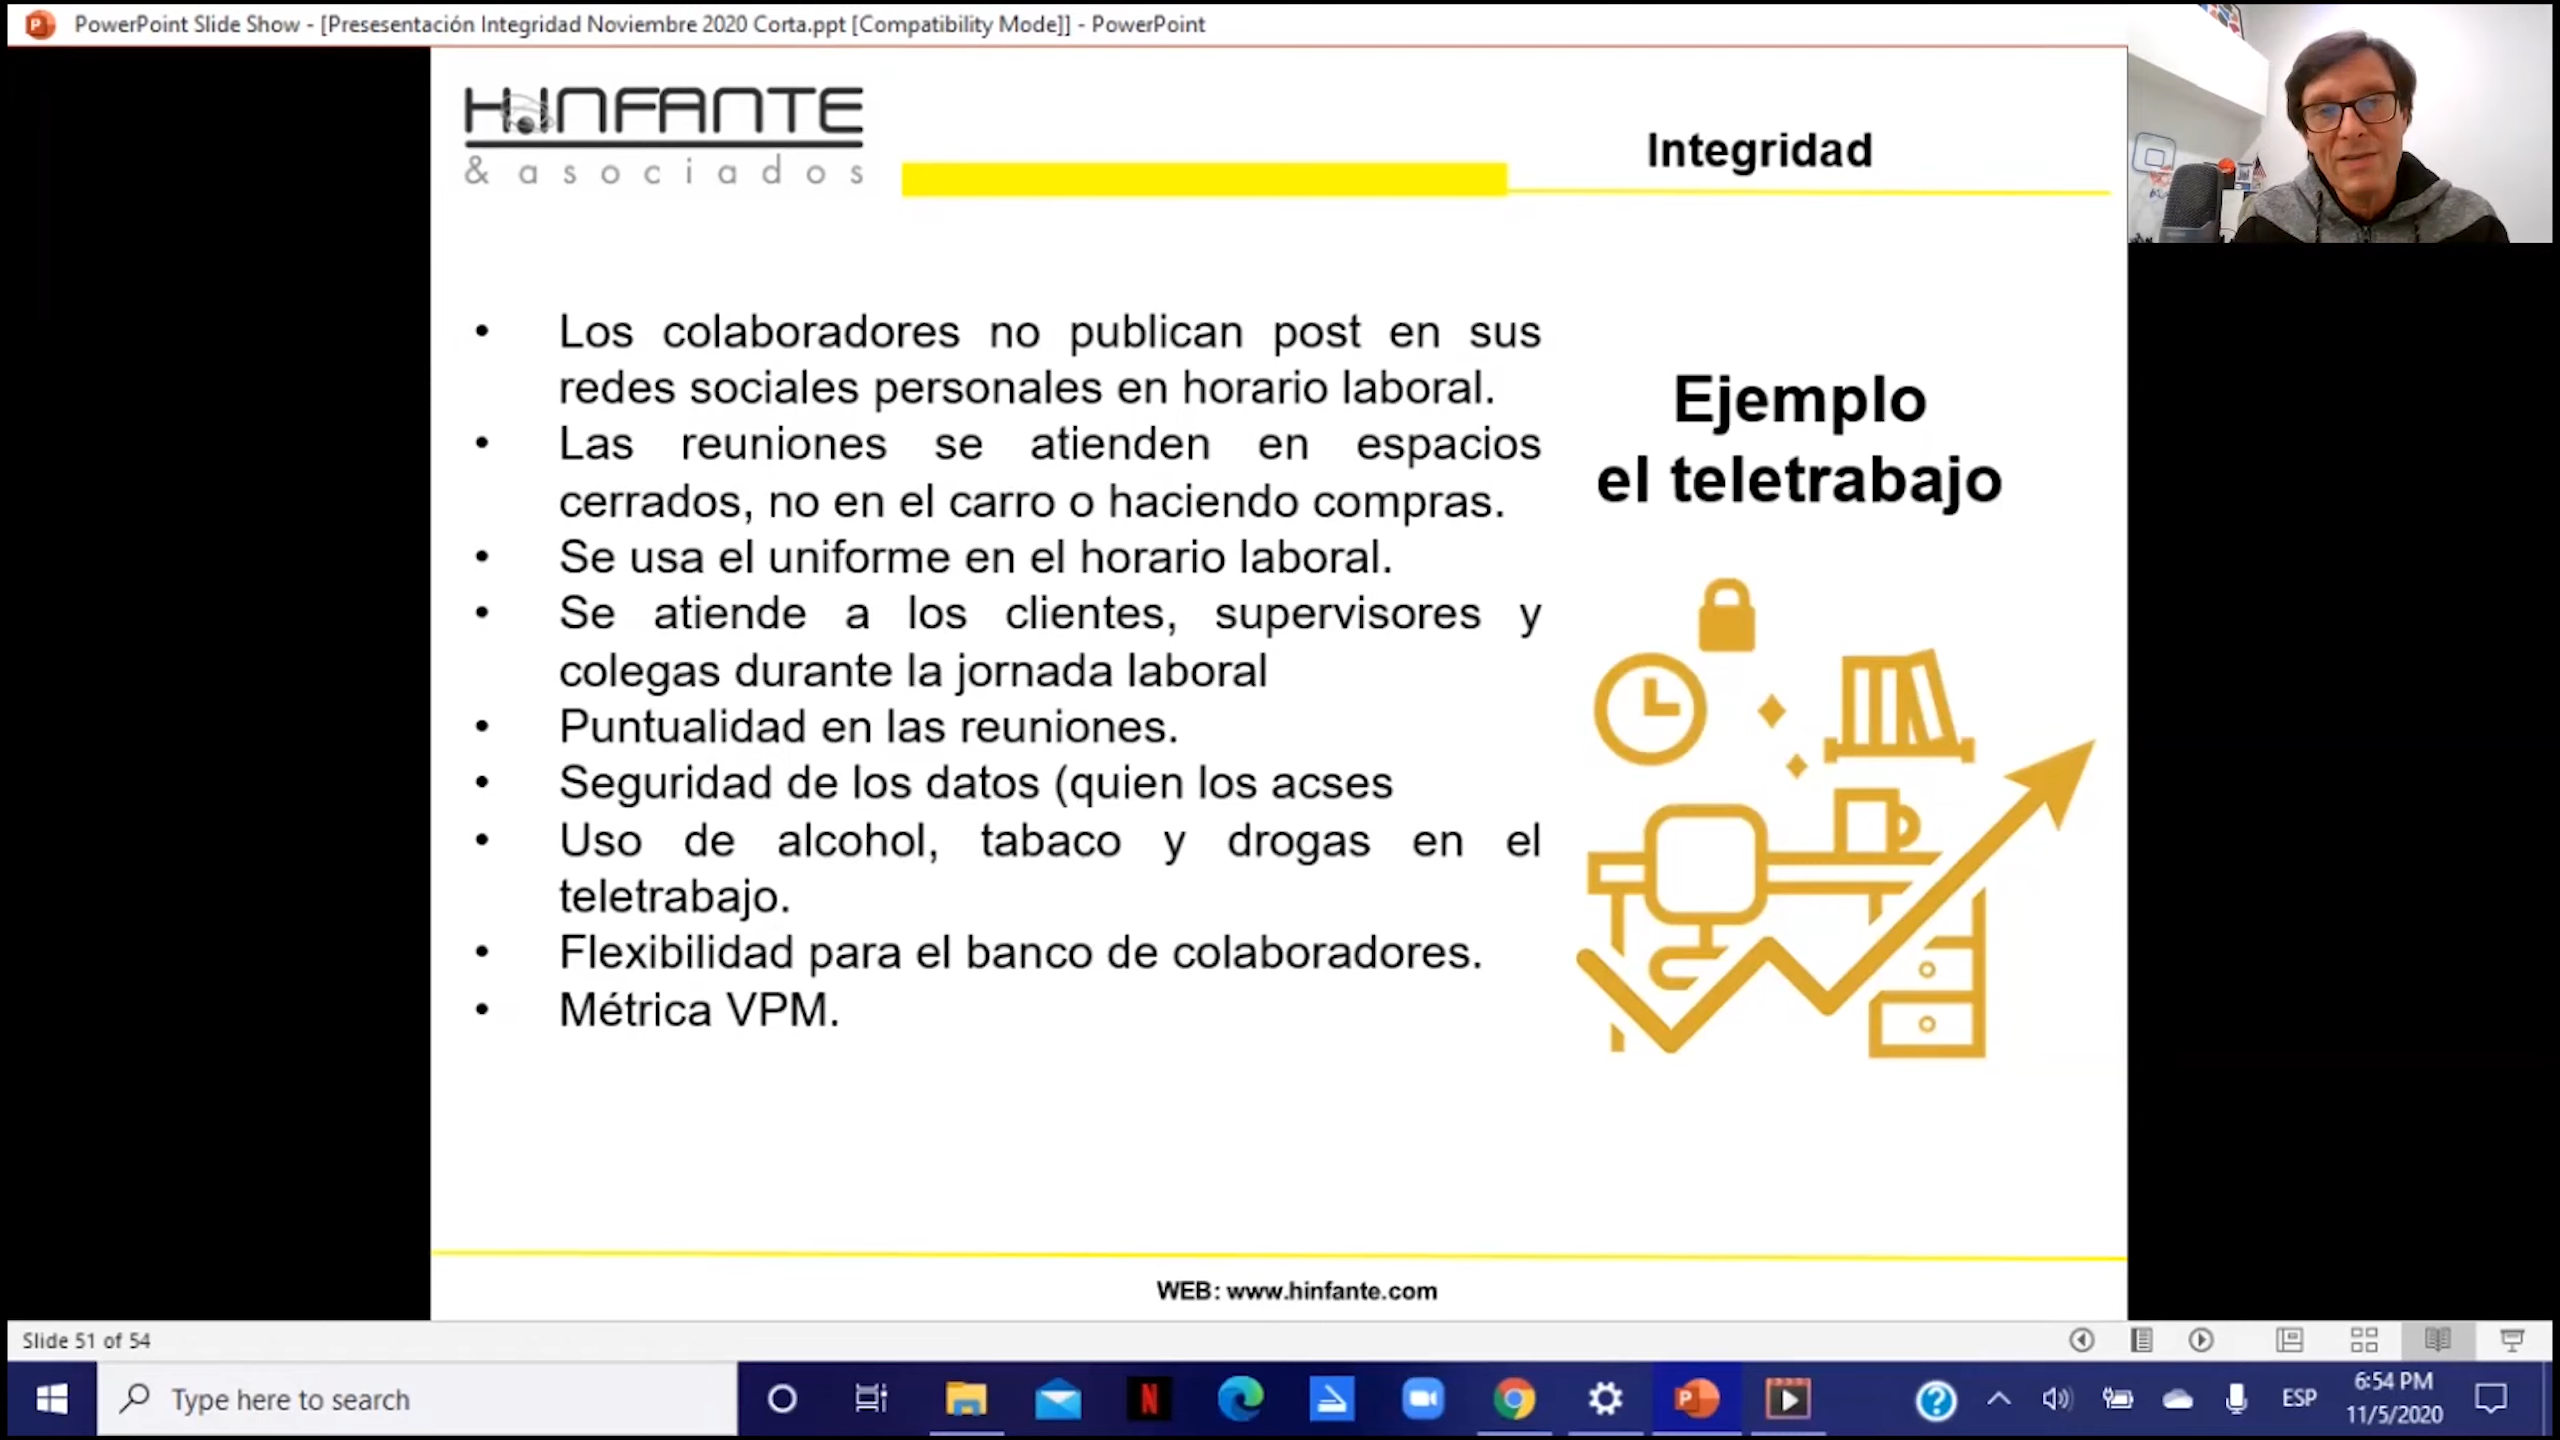 PowerPoint Slide Show - [Presesentación Integridad Noviembre 2020 Corta.ppt [Compatibility Mode]] - PowerPoint
H.INFANTE
& asociados
Integridad
• Los colaboradores no publican post en sus
redes sociales personales en horario laboral.
• Las reuniones se atienden en espacios
cerrados, no en el carro o haciendo compras.
• Se usa el uniforme en el horario laboral.
• Se atiende a los clientes, supervisores y
colegas durante la jornada laboral
• Puntualidad en las reuniones.
• Seguridad de los datos (quien los acses
• Uso de alcohol, tabaco y drogas en el
teletrabajo.
• Flexibilidad para el banco de colaboradores.
• Métrica VPM.
Ejemplo
el teletrabajo
WEB: www.hinfante.com
Slide 51 of 54
Type here to search
ESP
6:54 PM
11/5/2020